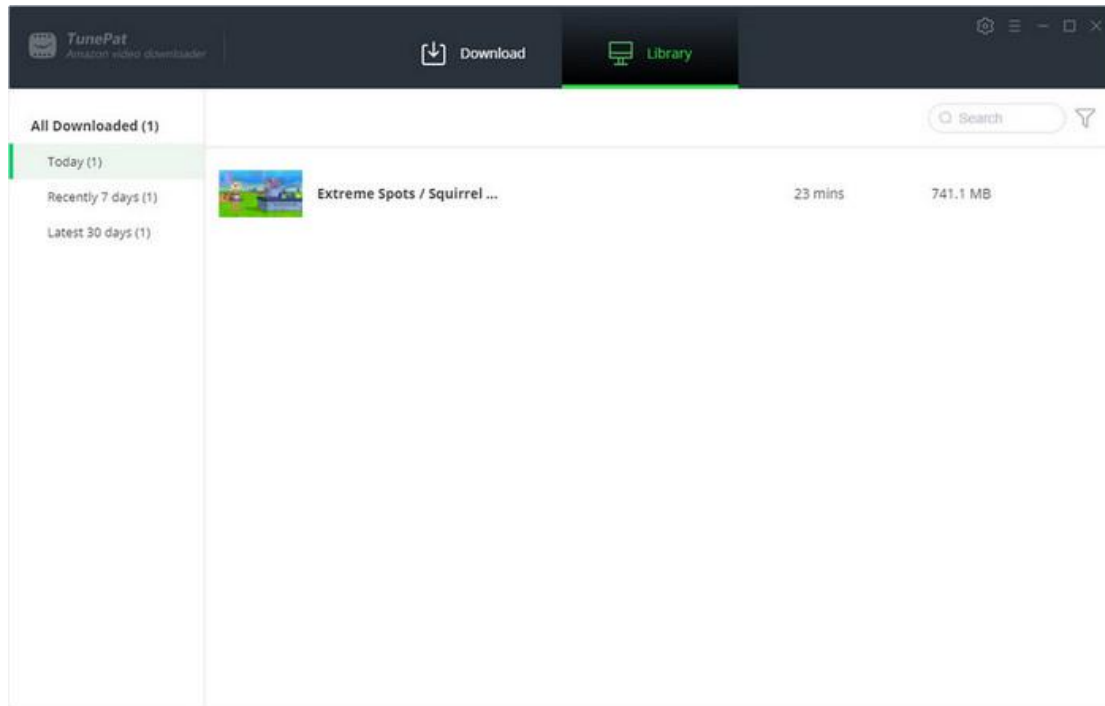 TunePat
Amazon video downloader
Download
Library
All Downloaded (1)
Search
Today (1)
Recently 7 days (1)
Latest 30 days (1)
Extreme Spots / Squirrel ...
23 mins
741.1 MB